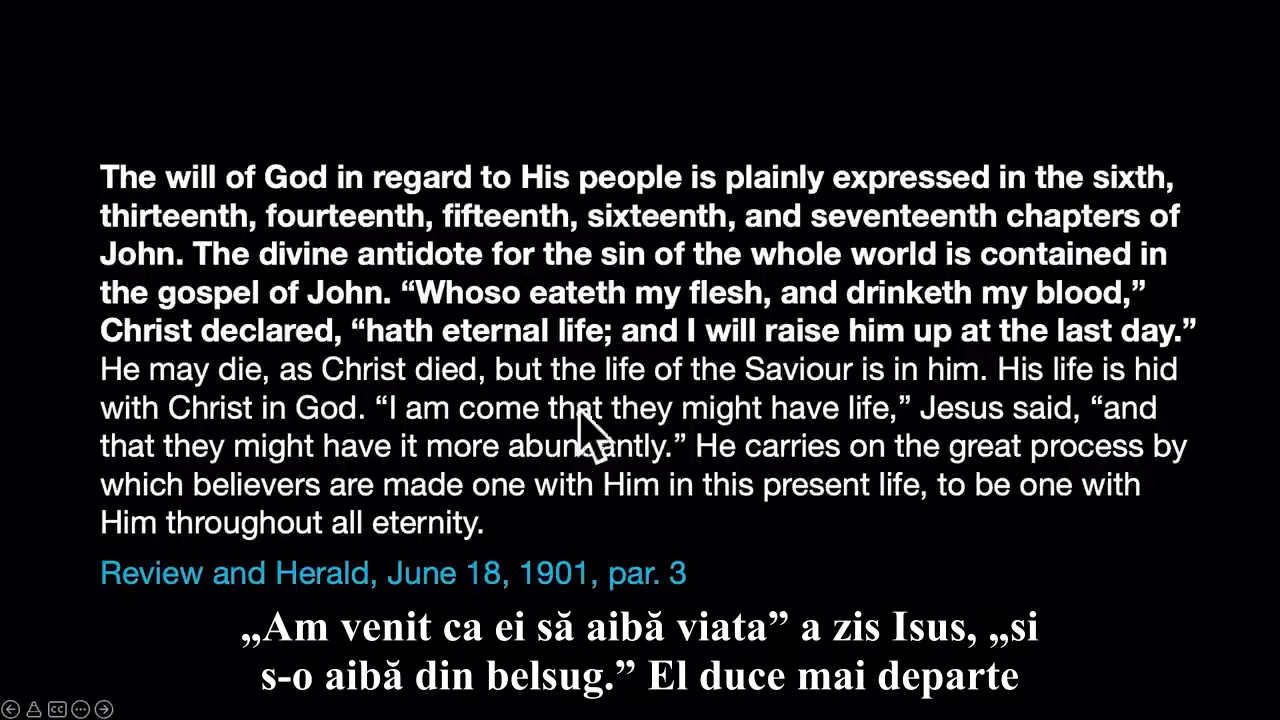 The will of God in regard to His people is plainly expressed in the sixth,
thirteenth, fourteenth, fifteenth, sixteenth, and seventeenth chapters of
John. The divine antidote for the sin of the whole world is contained in
the gospel of John. “Whoso eateth my flesh, and drinketh my blood,”
Christ declared, “hath eternal life; and I will raise him up at the last day.”
He may die, as Christ died, but the life of the Saviour is in him. His life is hid
with Christ in God. “I am come that they might have life,” Jesus said, “and
that they might have it more abundantly.” He carries on the great process by
which believers are made one with Him in this present life, to be one with
Him throughout all eternity.
Review and Herald, June 18, 1901, par. 3
„Am venit ca ei să aibă viata” a zis Isus, „si
s-o aibă din belsug.” El duce mai departe